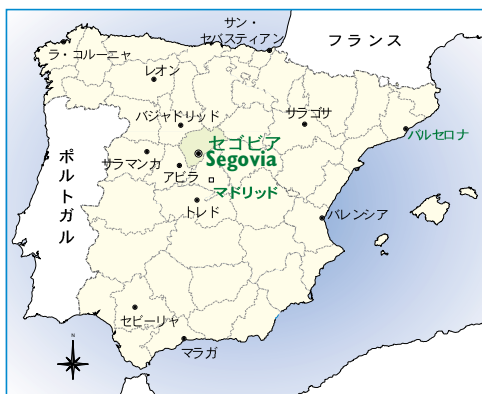 サン・
セバスティアン
フランス
ラ・コルーニャ
レオン
バジャドリッド
サラゴサ
バルセロナ
セゴビア
Segovia
サラマンカ
アビラ
マドリッド
ポルトガル
トレド
バレンシア
セビーリャ
マラガ
N